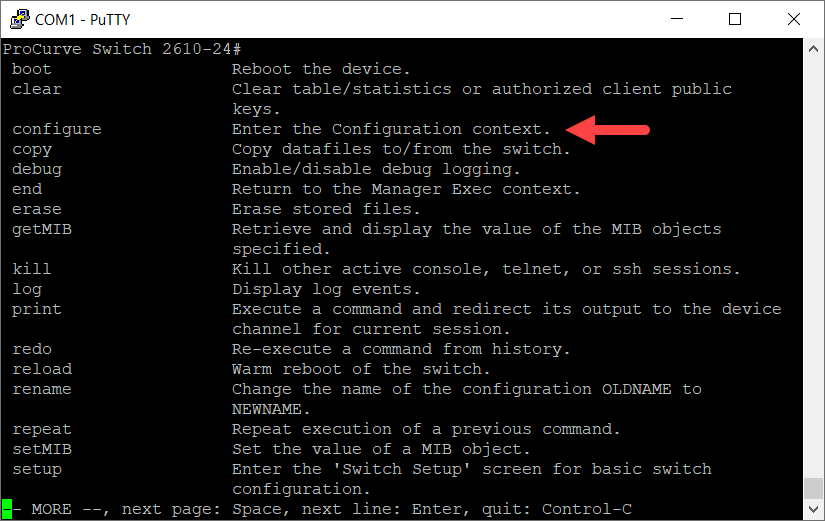 COM1 - PuTTY
ProCurve Switch 2610-24#
boot Reboot the device.
clear Clear table/statistics or authorized client public
keys.
configure Enter the Configuration context.
copy Copy datafiles to/from the switch.
debug Enable/disable debug logging.
end Return to the Manager Exec context.
erase Erase stored files.
getMIB Retrieve and display the value of the MIB objects
specified.
kill Kill other active console, telnet, or ssh sessions.
log Display log events.
print Execute a command and redirect its output to the device
channel for current session.
redo Re-execute a command from history.
reload Warm reboot of the switch.
rename Change the name of the configuration OLDNAME to
NEWNAME.
repeat Repeat execution of a previous command.
setMIB Set the value of a MIB object.
setup Enter the 'Switch Setup' screen for basic switch
configuration.
-- MORE --, next page: Space, next line: Enter, quit: Control-C